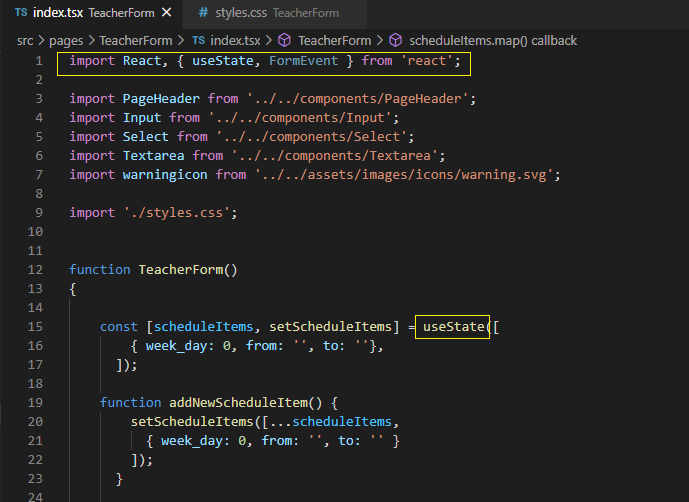 TS index.tsx TeacherForm ✕ # styles.css TeacherForm
src > pages > TeacherForm > TS index.tsx > TeacherForm > scheduleItems.map() callback
1 import React, { useState, FormEvent } from 'react';
2
3 import PageHeader from '../../components/PageHeader';
4 import Input from '../../components/Input';
5 import Select from '../../components/Select';
6 import Textarea from '../../components/Textarea';
7 import warningicon from '../../assets/images/icons/warning.svg';
8
9 import './styles.css';
10
11
12 function TeacherForm()
13 {
14
15 const [scheduleItems, setScheduleItems] = useState([
16 { week_day: 0, from: '', to: ''},
17 ]);
18
19 function addNewScheduleItem() {
20 setScheduleItems([...scheduleItems,
21 { week_day: 0, from: '', to: '' }
22 ]);
23 }
24